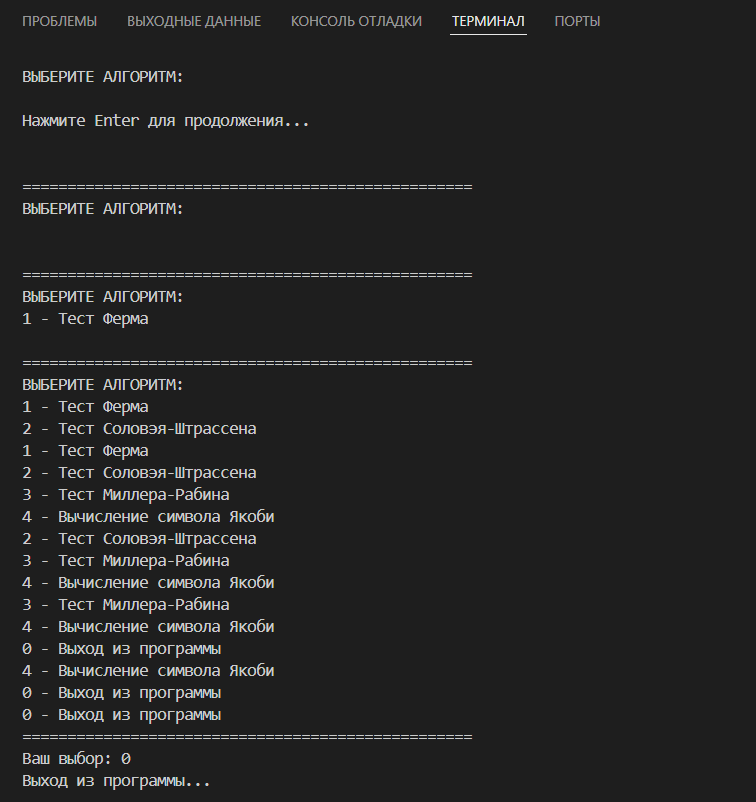 ПРОБЛЕМЫ ВЫХОДНЫЕ ДАННЫЕ КОНСОЛЬ ОТЛАДКИ ТЕРМИНАЛ ПОРТЫ
ВЫБЕРИТЕ АЛГОРИТМ:
Нажмите Enter для продолжения...
==================================================
ВЫБЕРИТЕ АЛГОРИТМ:
==================================================
ВЫБЕРИТЕ АЛГОРИТМ:
1 - Тест Ферма
==================================================
ВЫБЕРИТЕ АЛГОРИТМ:
1 - Тест Ферма
2 - Тест Соловэя-Штрассена
1 - Тест Ферма
2 - Тест Соловэя-Штрассена
3 - Тест Миллера-Рабина
4 - Вычисление символа Якоби
2 - Тест Соловэя-Штрассена
3 - Тест Миллера-Рабина
4 - Вычисление символа Якоби
3 - Тест Миллера-Рабина
4 - Вычисление символа Якоби
0 - Выход из программы
4 - Вычисление символа Якоби
0 - Выход из программы
0 - Выход из программы
==================================================
Ваш выбор: 0
Выход из программы...